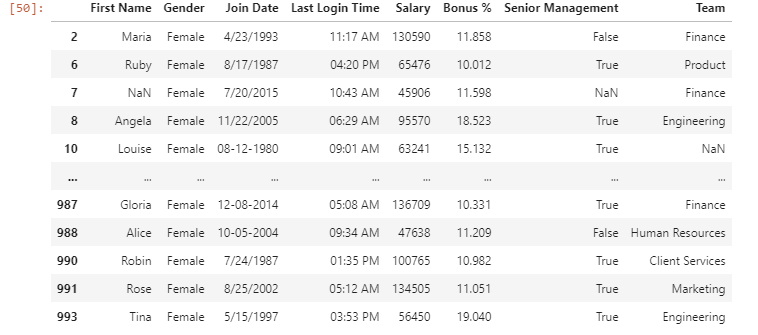 [50]: First Name Gender Join Date Last Login Time Salary Bonus % Senior Management Team
2 Maria Female 4/23/1993 11:17 AM 130590 11.858 False Finance
6 Ruby Female 8/17/1987 04:20 PM 65476 10.012 True Product
7 NaN Female 7/20/2015 10:43 AM 45906 11.598 NaN Finance
8 Angela Female 11/22/2005 06:29 AM 95570 18.523 True Engineering
10 Louise Female 08-12-1980 09:01 AM 63241 15.132 True NaN
... ... ... ... ... ... ... ... ...
987 Gloria Female 12-08-2014 05:08 AM 136709 10.331 True Finance
988 Alice Female 10-05-2004 09:34 AM 47638 11.209 False Human Resources
990 Robin Female 7/24/1987 01:35 PM 100765 10.982 True Client Services
991 Rose Female 8/25/2002 05:12 AM 134505 11.051 True Marketing
993 Tina Female 5/15/1997 03:53 PM 56450 19.040 True Engineering